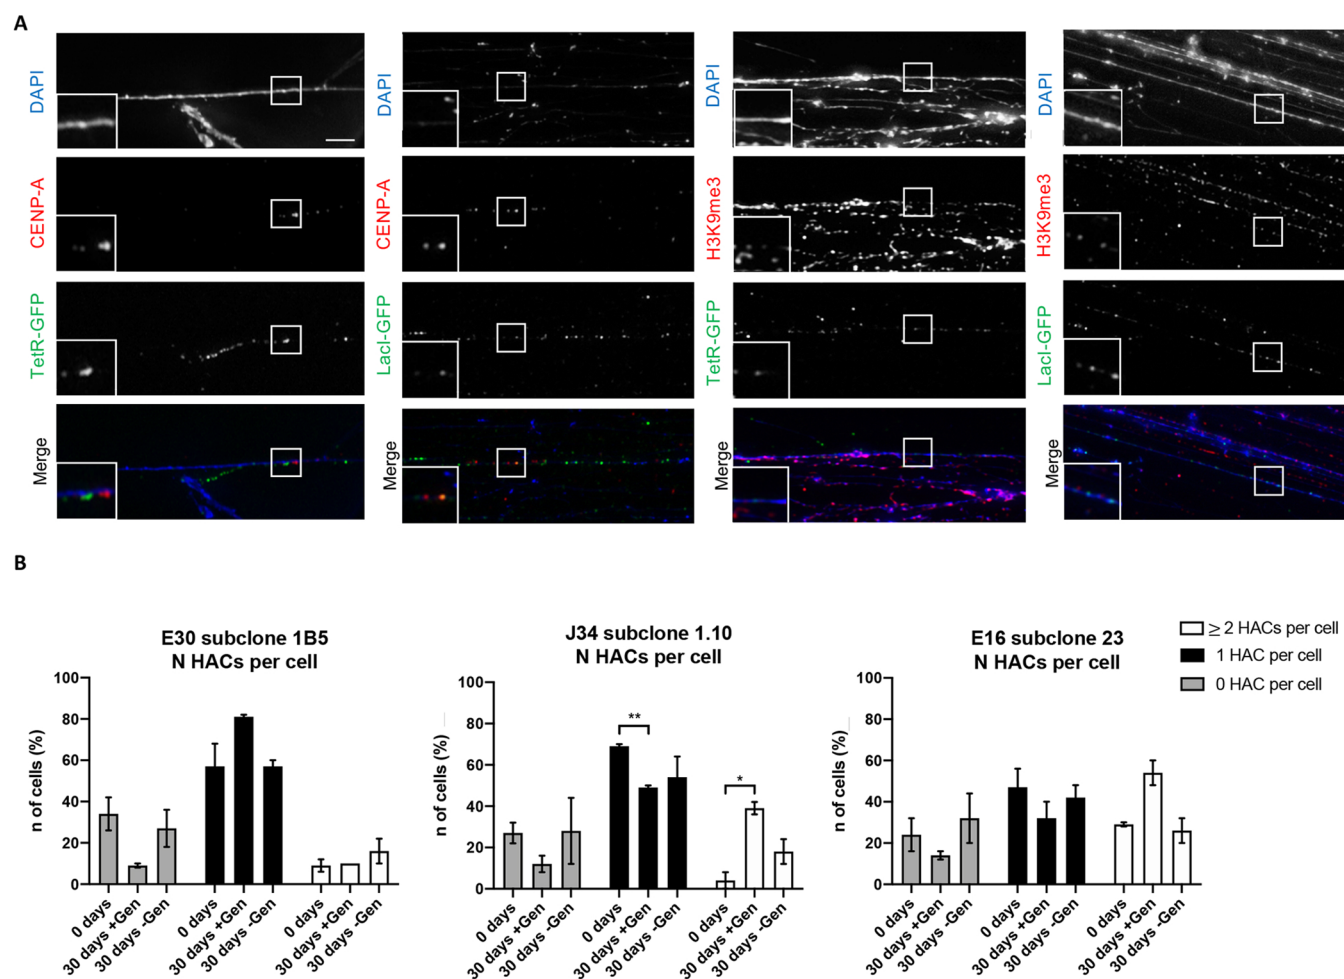 A
DAPI
DAPI
DAPI
DAPI
CENP-A
CENP-A
H3K9me3
H3K9me3
TetR-GFP
LacI-GFP
TetR-GFP
LacI-GFP
Merge
Merge
Merge
Merge
B
E30 subclone 1B5
N HACs per cell
n of cells (%)
100
80
60
40
20
0
0 days
30 days +Gen
30 days -Gen
0 days
30 days +Gen
30 days -Gen
0 days
30 days +Gen
30 days -Gen
J34 subclone 1.10
N HACs per cell
n of cells (%)
100
80
60
40
20
0
**
*
0 days
30 days +Gen
30 days -Gen
0 days
30 days +Gen
30 days -Gen
0 days
30 days +Gen
30 days -Gen
E16 subclone 23
N HACs per cell
n of cells (%)
100
80
60
40
20
0
0 days
30 days +Gen
30 days -Gen
0 days
30 days +Gen
30 days -Gen
0 days
30 days +Gen
30 days -Gen
≥ 2 HACs per cell
1 HAC per cell
0 HAC per cell